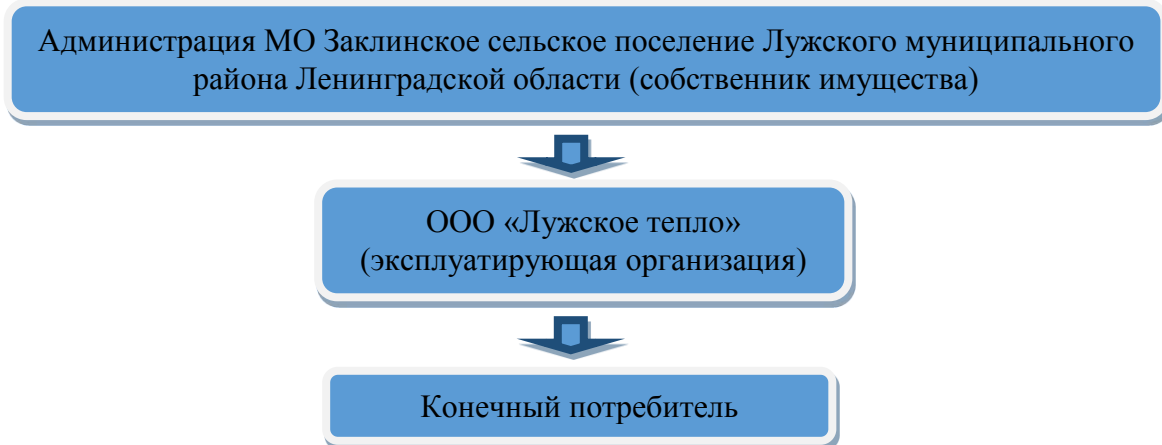 Администрация МО Заклинское сельское поселение Лужского муниципального
района Ленинградской области (собственник имущества)
ООО «Лужское тепло»
(эксплуатирующая организация)
Конечный потребитель